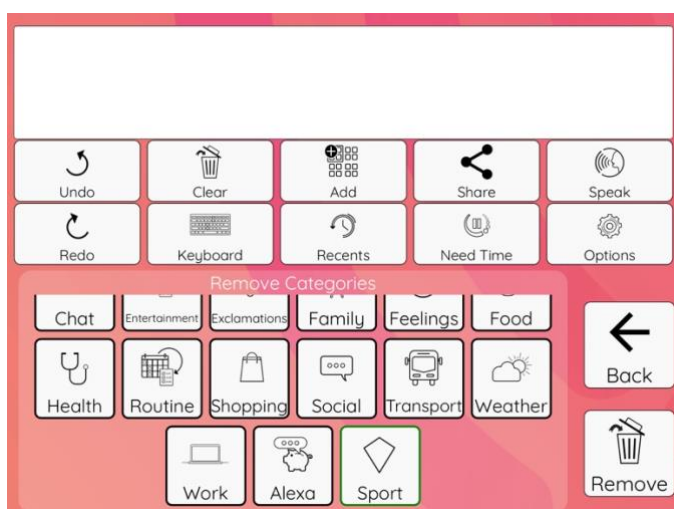 Undo Clear Add Share Speak
Redo Keyboard Recents Need Time Options
Remove Categories
Chat Entertainment Exclamations Family Feelings Food
Back
Health Routine Shopping Social Transport Weather
Work Alexa Sport
Remove